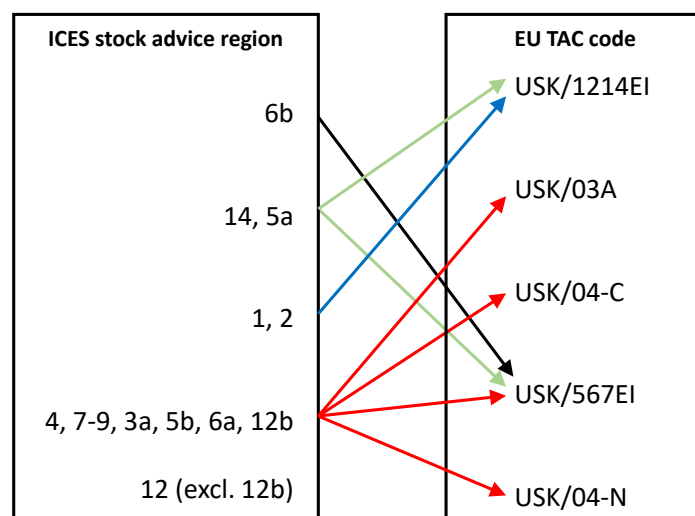 ICES stock advice region
6b
14, 5a
1, 2
4, 7-9, 3a, 5b, 6a, 12b
12 (excl. 12b)
EU TAC code
USK/1214EI
USK/03A
USK/04-C
USK/567EI
USK/04-N